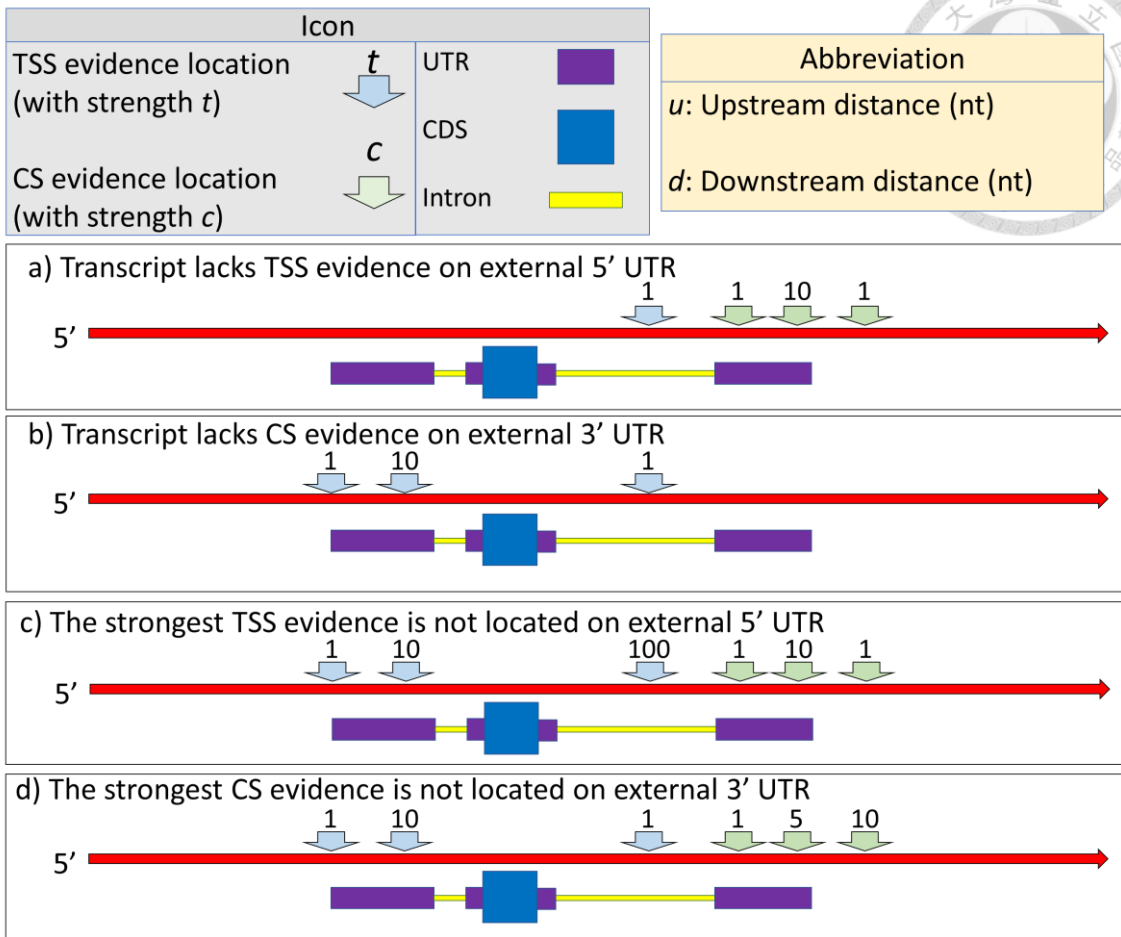 Icon
TSS evidence location
(with strength t)
t
CS evidence location
(with strength c)
c
UTR
CDS
Intron
Abbreviation
u: Upstream distance (nt)
d: Downstream distance (nt)
a) Transcript lacks TSS evidence on external 5’ UTR
1 1 10 1
5’
b) Transcript lacks CS evidence on external 3’ UTR
1 10 1
5’
c) The strongest TSS evidence is not located on external 5’ UTR
1 10 100 1 10 1
5’
d) The strongest CS evidence is not located on external 3’ UTR
1 10 1 1 5 10
5’